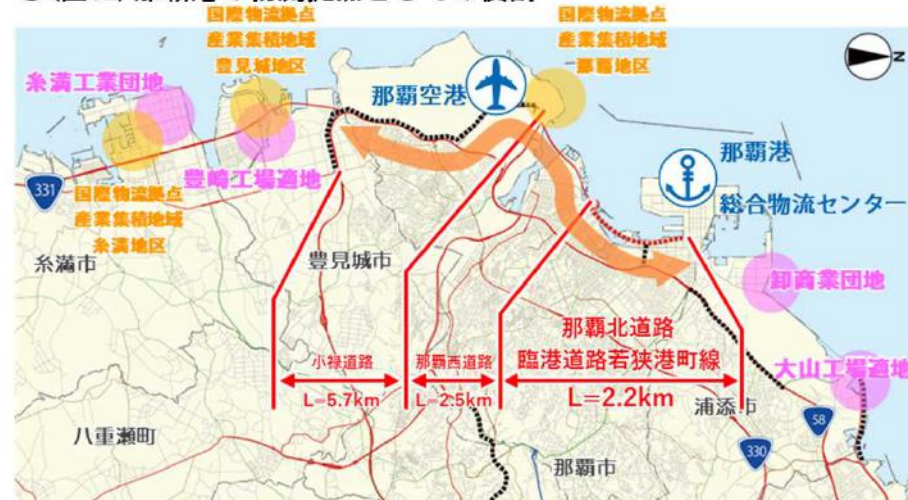 国際物流拠点
産業集積地域
豊見城地区
国際物流拠点
産業集積地域
那覇地区
N
糸満工業団地
那覇空港
那覇港
総合物流センター
豊崎工場適地
331
国際物流拠点
産業集積地域
糸満地区
糸満市
豊見城市
卸商業団地
那覇北道路
臨港道路若狭港町線
L=2.2km
小禄道路
L=5.7km
那覇西道路
L=2.5km
大山工場適地
浦添市
58
330
八重瀬町
那覇市